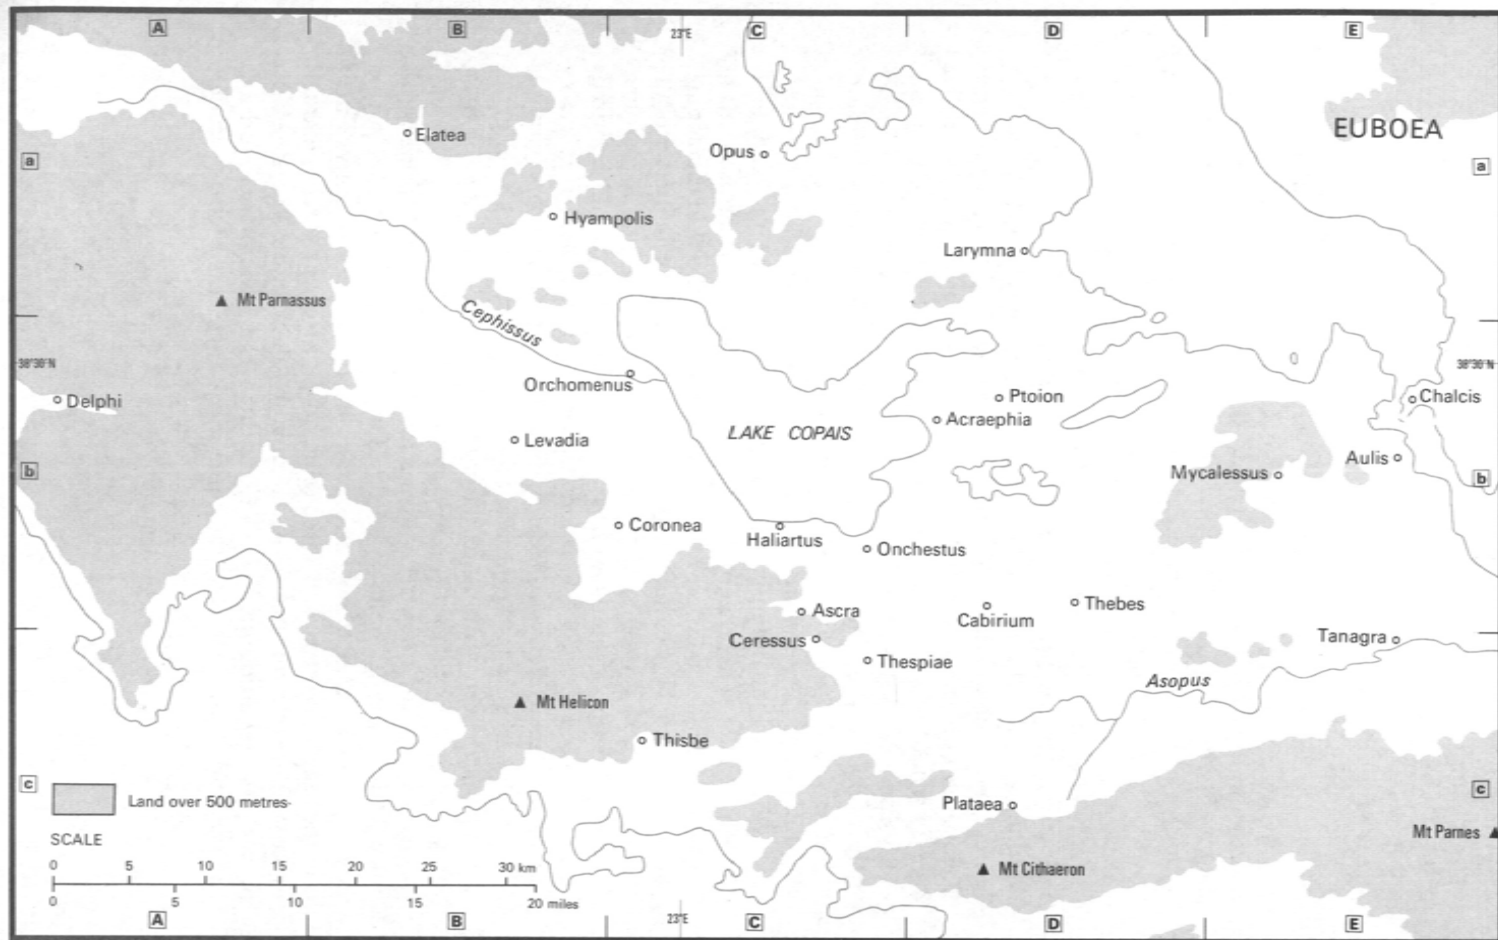 A B 23°E C D E
EUBOEA
Elatea
Opus
a a
Hyampolis
Larymna
Mt Parnassus
Cephissus
38°30'N 38°30'N
Orchomenus
Delphi
Ptoion
Chalcis
Acraephia
LAKE COPAIS
Levadia
Aulis
b Mycalessus b
Coronea
Haliartus
Onchestus
Ascra
Cabirium
Thebes
Ceressus
Tanagra
Thespiae
Asopus
Mt Helicon
Thisbe
c c
Land over 500 metres
Plataea
Mt Parnes
SCALE
0 5 10 15 20 25 30 km
Mt Cithaeron
0 5 10 15 20 miles
A B 23°E C D E